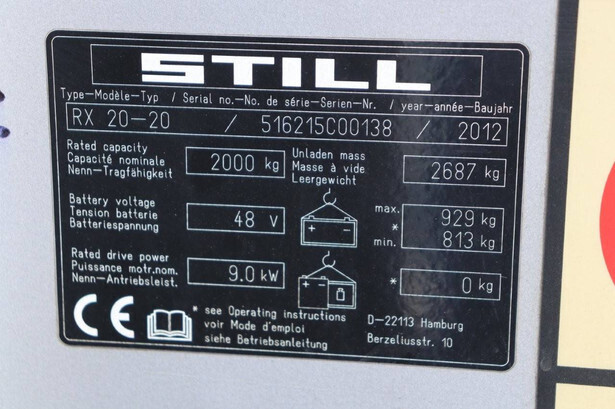 STILL
Type-Modèle-Typ / Serial no.-No. de série-Serien-Nr. / year-année-Baujahr
RX 20-20 / 516215C00138 / 2012
Rated capacity
Capacité nominale
Nenn-Tragfähigkeit
2000 kg
Unladen mass
Masse à vide
Leergewicht
2687 kg
Battery voltage
Tension batterie
Batteriespannung
48 V
+ -
max. 929 kg
*
min. 813 kg
Rated drive power
Puissance motr.nom.
Nenn-Antriebsleist.
9.0 kW
+ -
* 0 kg
CE
* see Operating instructions
voir Mode d'emploi
siehe Betriebsanleitung
D-22113 Hamburg
Berzeliusstr. 10